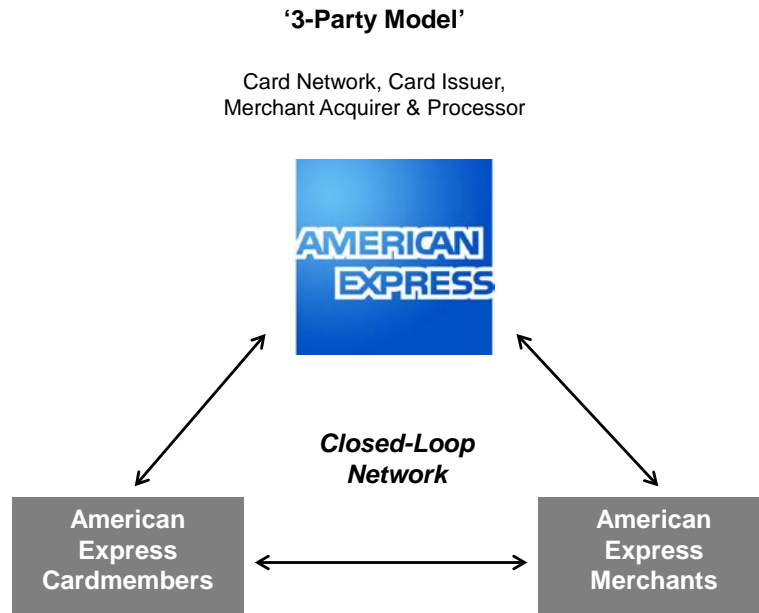 ‘3-Party Model’
Card Network, Card Issuer,
Merchant Acquirer & Processor
AMERICAN
EXPRESS
Closed-Loop
Network
American
Express
Cardmembers
American
Express
Merchants